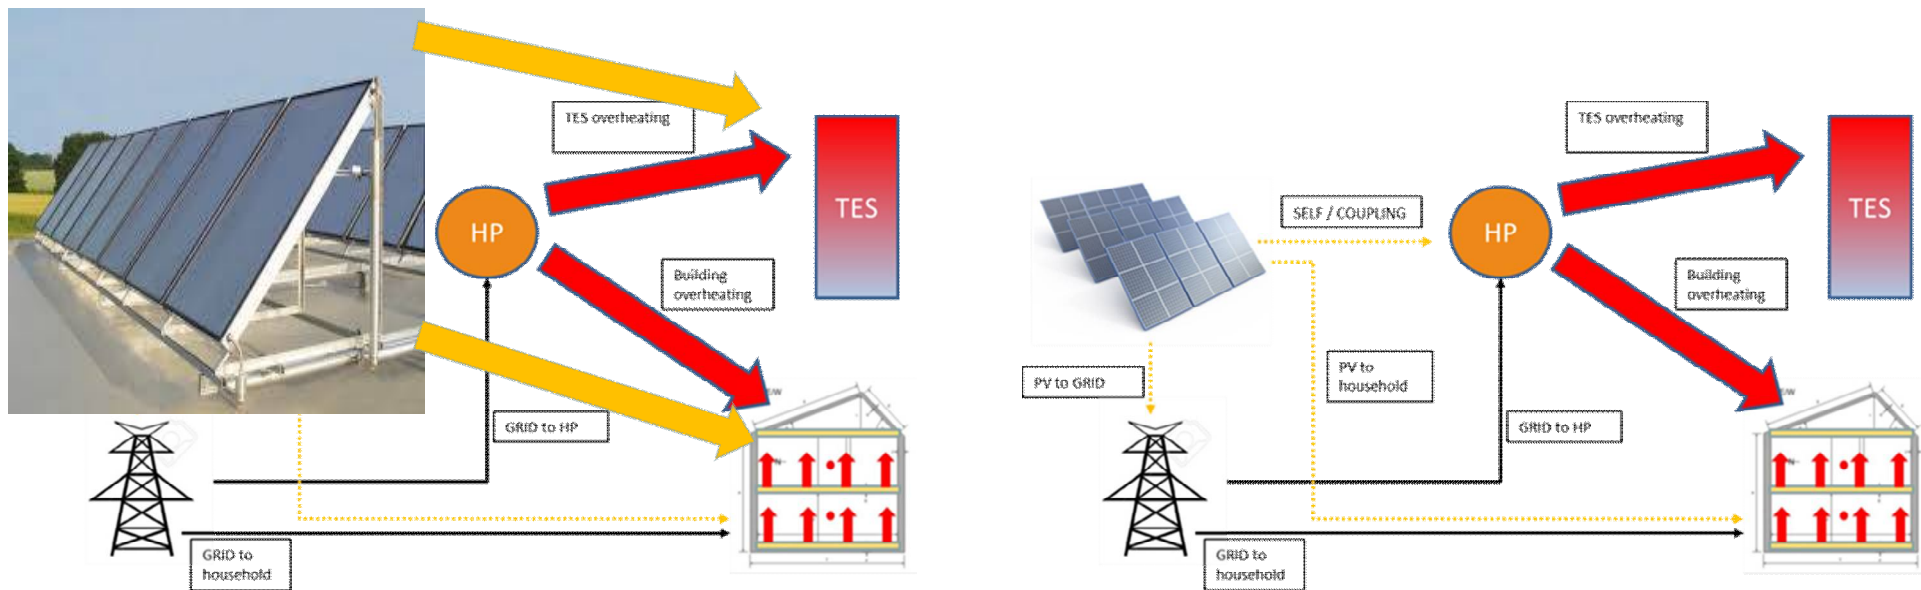 TES overheating
TES
HP
Building
overheating
GRID to HP
GRID to
household
TES overheating
TES
SELF / COUPLING
HP
Building
overheating
PV to GRID
PV to
household
GRID to HP
GRID to
household